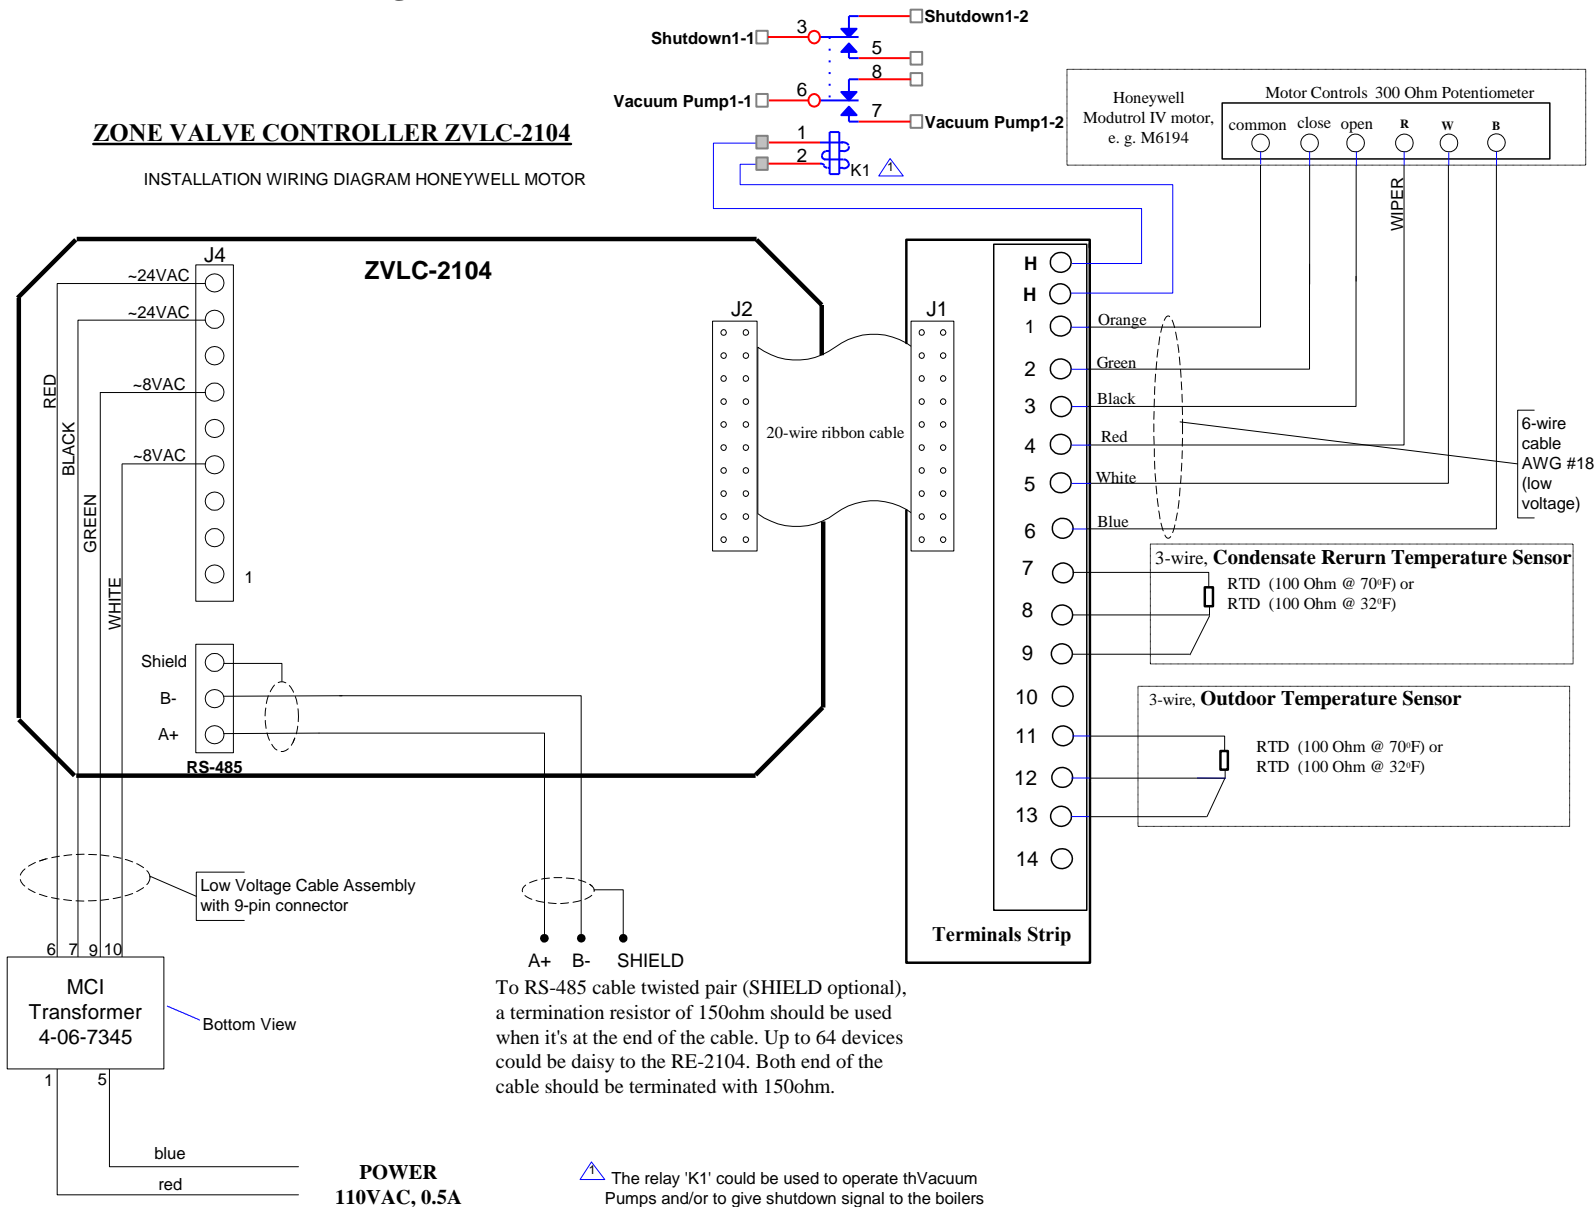 Shutdown1-2
Shutdown1-1
3
5
8
Vacuum Pump1-1
6
7
Vacuum Pump1-2
1
2
K1
1
Honeywell
Modutrol IV motor,
e. g. M6194
Motor Controls 300 Ohm Potentiometer
common close open R W B
WIPER
ZONE VALVE CONTROLLER ZVLC-2104
INSTALLATION WIRING DIAGRAM HONEYWELL MOTOR
J4
ZVLC-2104
~24VAC
~24VAC
~8VAC
~8VAC
1
RED
BLACK
GREEN
WHITE
J2
J1
20-wire ribbon cable
H
H
1 Orange
2 Green
3 Black
4 Red
5 White
6 Blue
7
8
9
10
11
12
13
14
Terminals Strip
6-wire
cable
AWG #18
(low
voltage)
3-wire, Condensate Rerurn Temperature Sensor
RTD (100 Ohm @ 70°F) or
RTD (100 Ohm @ 32°F)
3-wire, Outdoor Temperature Sensor
RTD (100 Ohm @ 70°F) or
RTD (100 Ohm @ 32°F)
Shield
B-
A+
RS-485
Low Voltage Cable Assembly
with 9-pin connector
6 7 9 10
MCI
Transformer
4-06-7345
Bottom View
1 5
blue
red
POWER
110VAC, 0.5A
A+ B- SHIELD
To RS-485 cable twisted pair (SHIELD optional),
a termination resistor of 150ohm should be used
when it's at the end of the cable. Up to 64 devices
could be daisy to the RE-2104. Both end of the
cable should be terminated with 150ohm.
1 The relay 'K1' could be used to operate thVacuum
Pumps and/or to give shutdown signal to the boilers